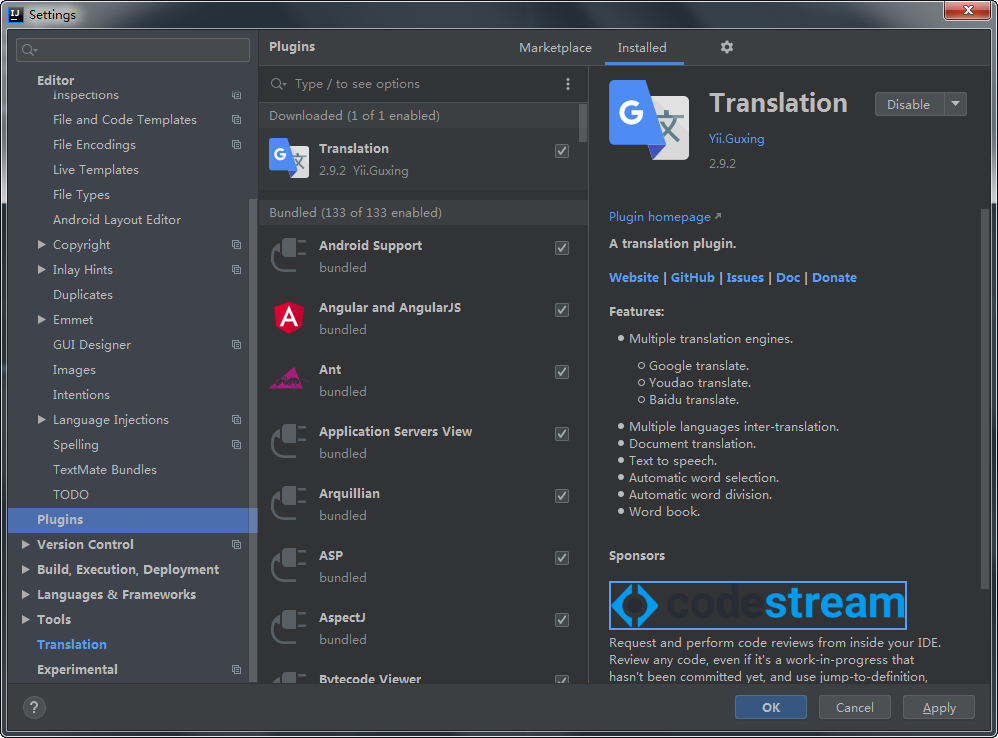 Settings
Editor
Inspections
File and Code Templates
File Encodings
Live Templates
File Types
Android Layout Editor
Copyright
Inlay Hints
Duplicates
Emmet
GUI Designer
Images
Intentions
Language Injections
Spelling
TextMate Bundles
TODO
Plugins
Version Control
Build, Execution, Deployment
Languages & Frameworks
Tools
Translation
Experimental
Plugins
Marketplace
Installed
Type / to see options
Downloaded (1 of 1 enabled)
Translation
2.9.2 Yii.Guxing
Bundled (133 of 133 enabled)
Android Support
bundled
Angular and AngularJS
bundled
Ant
bundled
Application Servers View
bundled
Arquillian
bundled
ASP
bundled
AspectJ
bundled
Bytecode Viewer
Translation
Disable
Yii.Guxing
2.9.2
Plugin homepage
A translation plugin.
Website | GitHub | Issues | Doc | Donate
Features:
Multiple translation engines.
Google translate.
Youdao translate.
Baidu translate.
Multiple languages inter-translation.
Document translation.
Text to speech.
Automatic word selection.
Automatic word division.
Word book.
Sponsors
codestream
Request and perform code reviews from inside your IDE.
Review any code, even if it's a work-in-progress that
hasn't been committed yet, and use jump-to-definition,
?
OK
Cancel
Apply